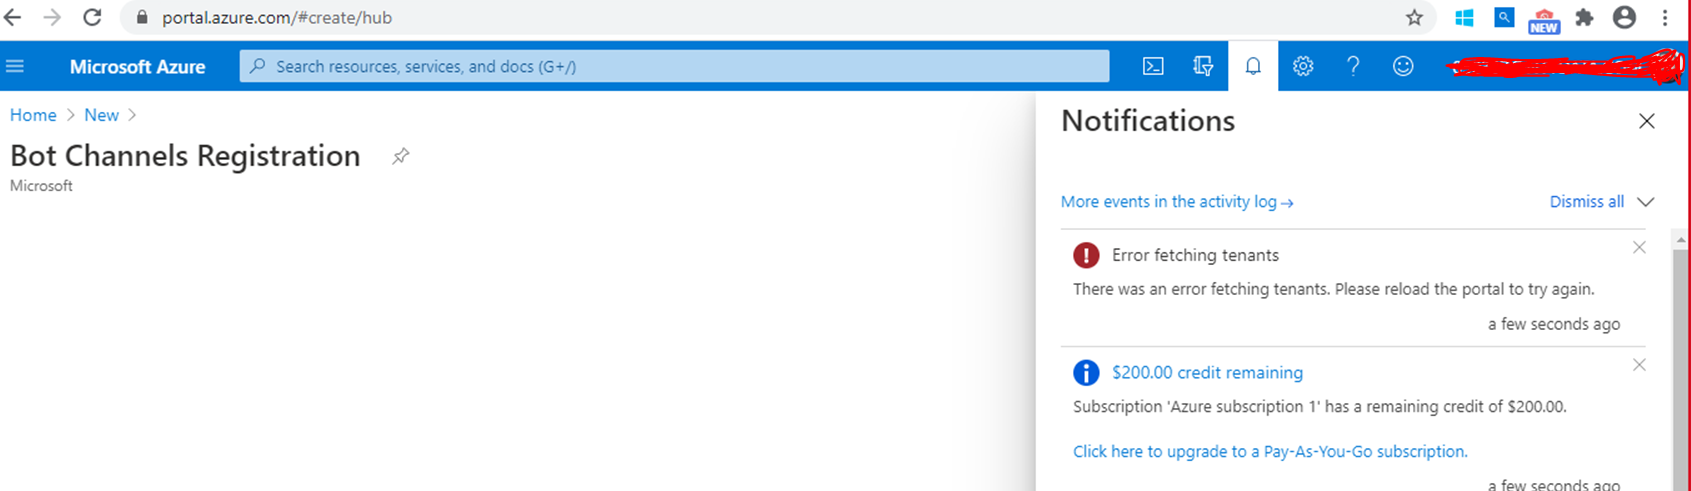 portal.azure.com/#create/hub
NEW
Microsoft Azure
Search resources, services, and docs (G+/)
Home > New >
Bot Channels Registration
Microsoft
Notifications
More events in the activity log →
Dismiss all
Error fetching tenants
There was an error fetching tenants. Please reload the portal to try again.
a few seconds ago
$200.00 credit remaining
Subscription 'Azure subscription 1' has a remaining credit of $200.00.
Click here to upgrade to a Pay-As-You-Go subscription.
a few seconds ago